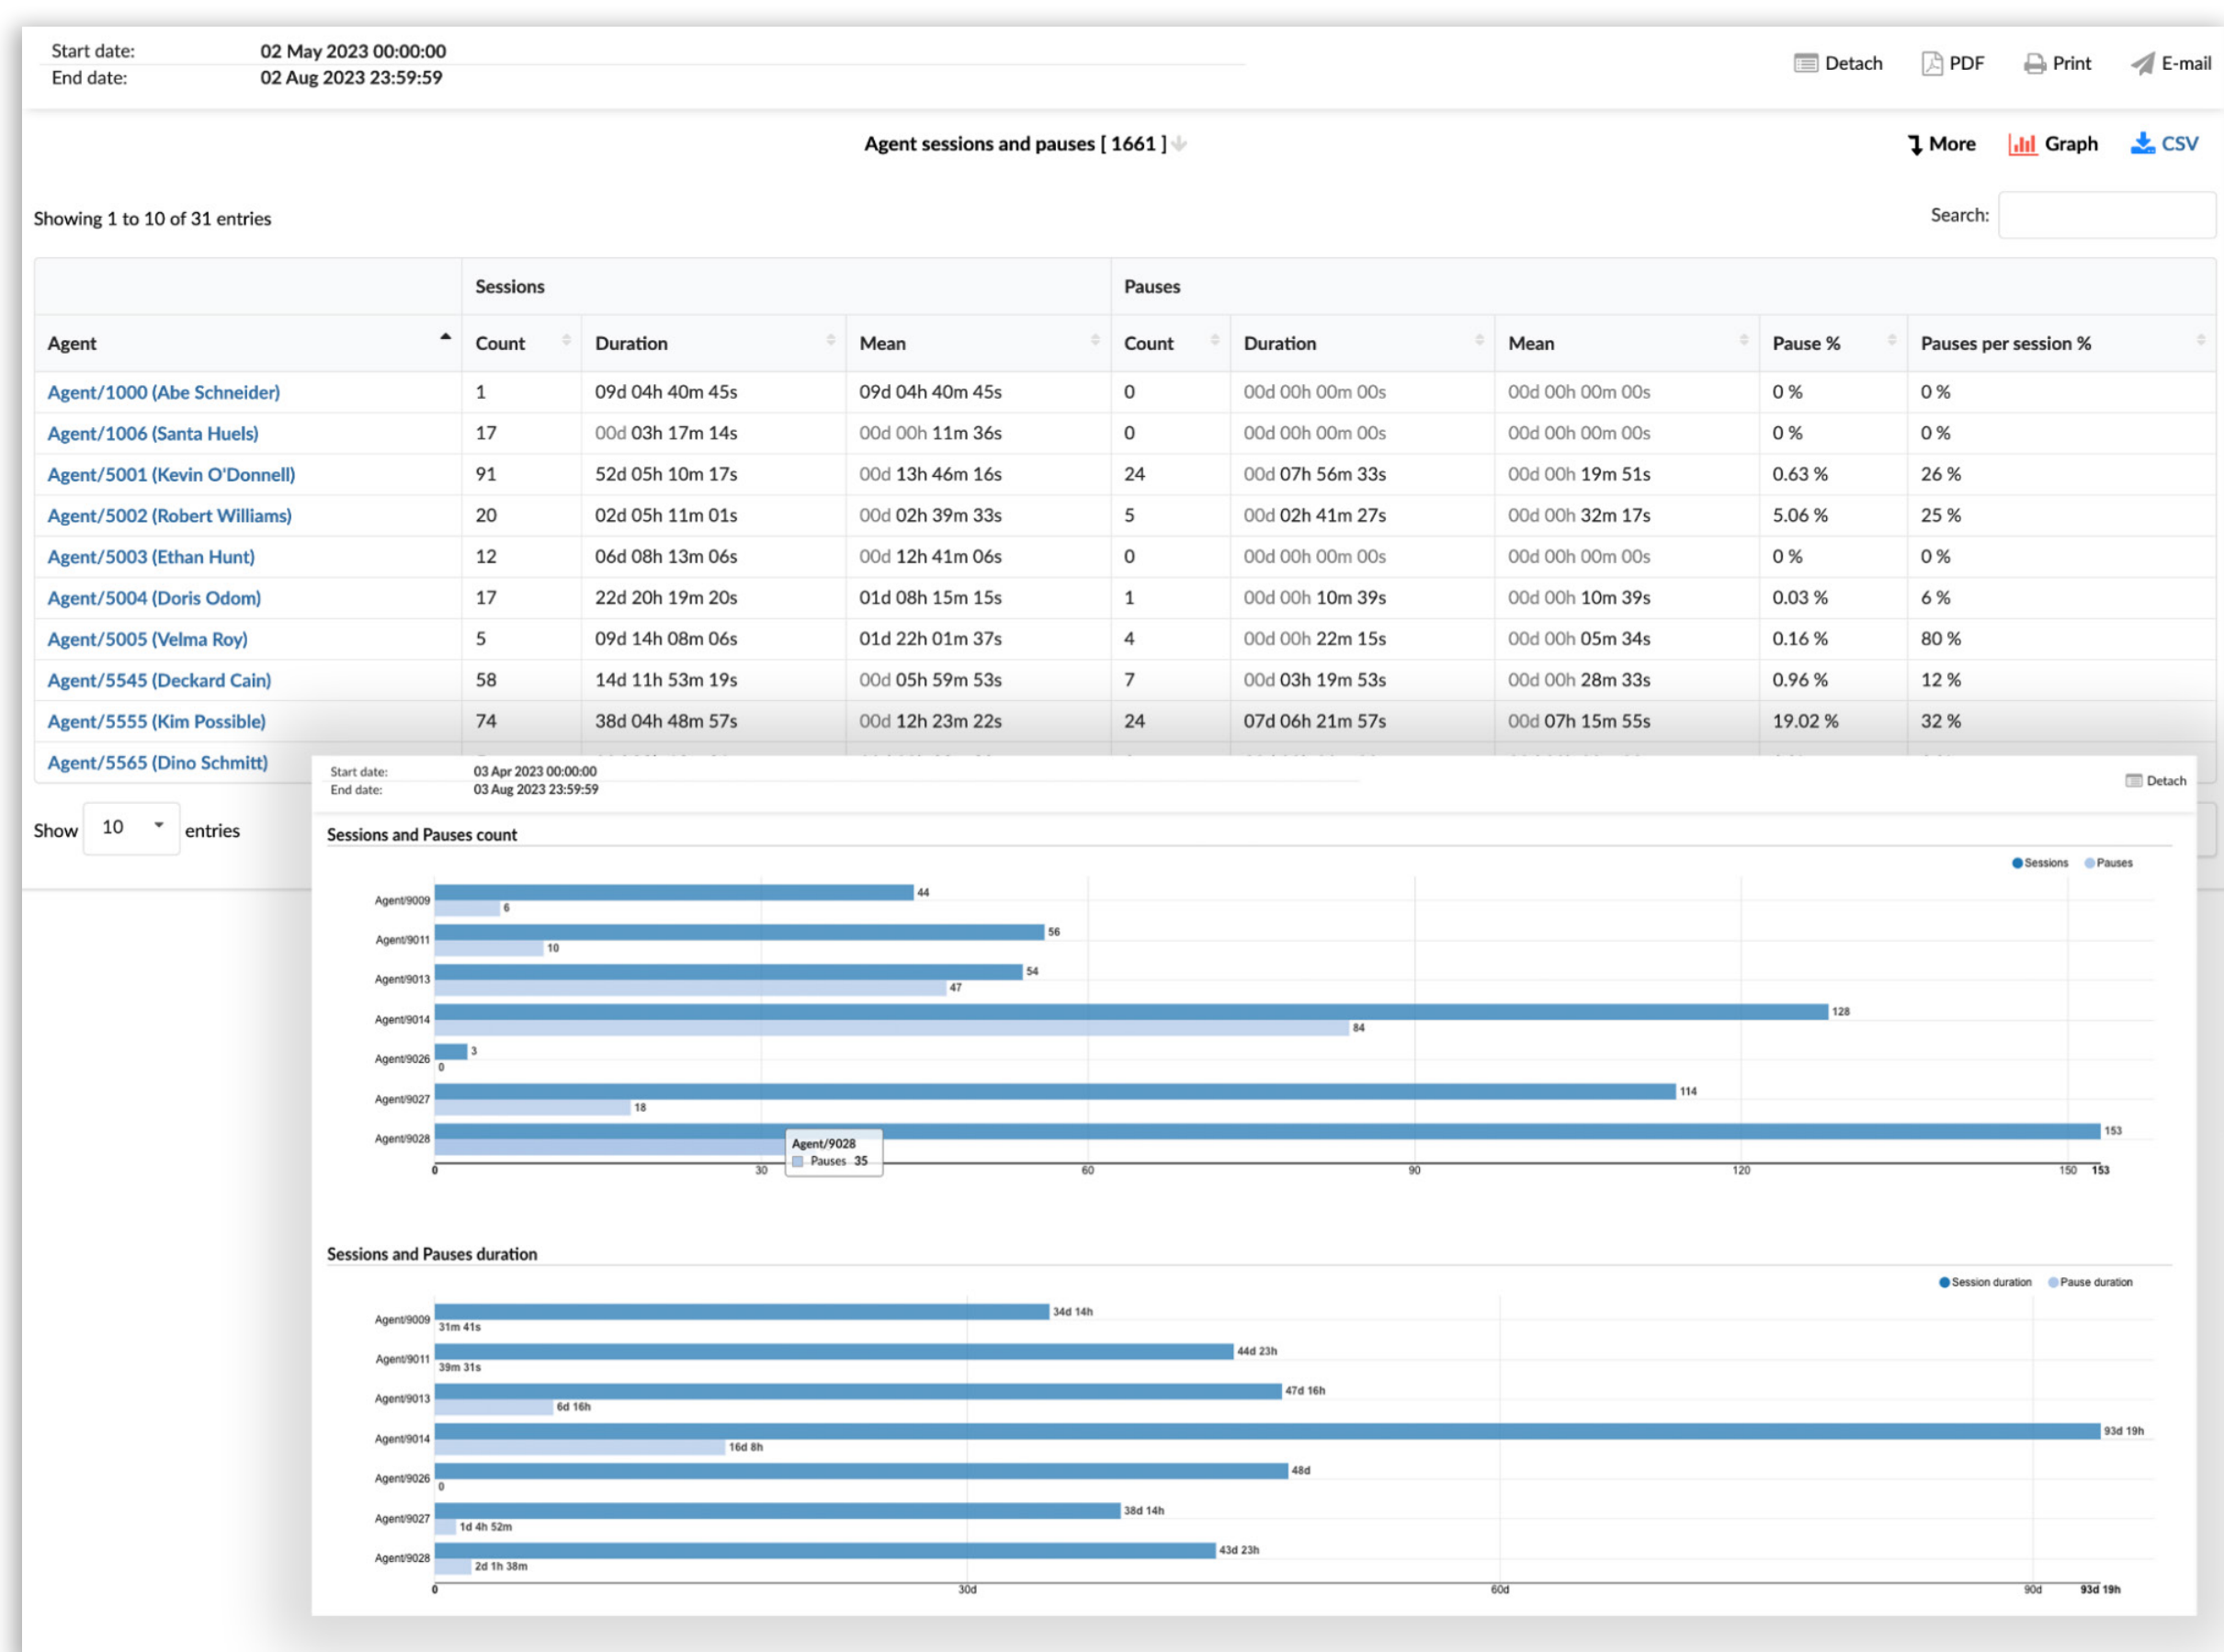 Start date: 02 May 2023 00:00:00
End date: 02 Aug 2023 23:59:59
Detach PDF Print E-mail
Agent sessions and pauses [ 1661 ]
More Graph CSV
Showing 1 to 10 of 31 entries
Search:
Sessions Pauses
Agent Count Duration Mean Count Duration Mean Pause % Pauses per session %
Agent/1000 (Abe Schneider) 1 09d 04h 40m 45s 09d 04h 40m 45s 0 00d 00h 00m 00s 00d 00h 00m 00s 0 % 0 %
Agent/1006 (Santa Huels) 17 00d 03h 17m 14s 00d 00h 11m 36s 0 00d 00h 00m 00s 00d 00h 00m 00s 0 % 0 %
Agent/5001 (Kevin O'Donnell) 91 52d 05h 10m 17s 00d 13h 46m 16s 24 00d 07h 56m 33s 00d 00h 19m 51s 0.63 % 26 %
Agent/5002 (Robert Williams) 20 02d 05h 11m 01s 00d 02h 39m 33s 5 00d 02h 41m 27s 00d 00h 32m 17s 5.06 % 25 %
Agent/5003 (Ethan Hunt) 12 06d 08h 13m 06s 00d 12h 41m 06s 0 00d 00h 00m 00s 00d 00h 00m 00s 0 % 0 %
Agent/5004 (Doris Odom) 17 22d 20h 19m 20s 01d 08h 15m 15s 1 00d 00h 10m 39s 00d 00h 10m 39s 0.03 % 6 %
Agent/5005 (Velma Roy) 5 09d 14h 08m 06s 01d 22h 01m 37s 4 00d 00h 22m 15s 00d 00h 05m 34s 0.16 % 80 %
Agent/5545 (Deckard Cain) 58 14d 11h 53m 19s 00d 05h 59m 53s 7 00d 03h 19m 53s 00d 00h 28m 33s 0.96 % 12 %
Agent/5555 (Kim Possible) 74 38d 04h 48m 57s 00d 12h 23m 22s 24 07d 06h 21m 57s 00d 07h 15m 55s 19.02 % 32 %
Agent/5565 (Dino Schmitt)
Show 10 entries
Start date: 03 Apr 2023 00:00:00
End date: 03 Aug 2023 23:59:59
Detach
Sessions and Pauses count
Sessions Pauses
Agent/9009 44
6
Agent/9011 56
10
Agent/9013 54
47
Agent/9014 128
84
Agent/9026 3
0
Agent/9027 114
18
Agent/9028 153
Agent/9028
Pauses 35
0 30 60 90 120 150 153
Sessions and Pauses duration
Session duration Pause duration
Agent/9009 34d 14h
31m 41s
Agent/9011 44d 23h
39m 31s
Agent/9013 47d 16h
6d 16h
Agent/9014 93d 19h
16d 8h
Agent/9026 48d
0
Agent/9027 38d 14h
1d 4h 52m
Agent/9028 43d 23h
2d 1h 38m
0 30d 60d 90d 93d 19h